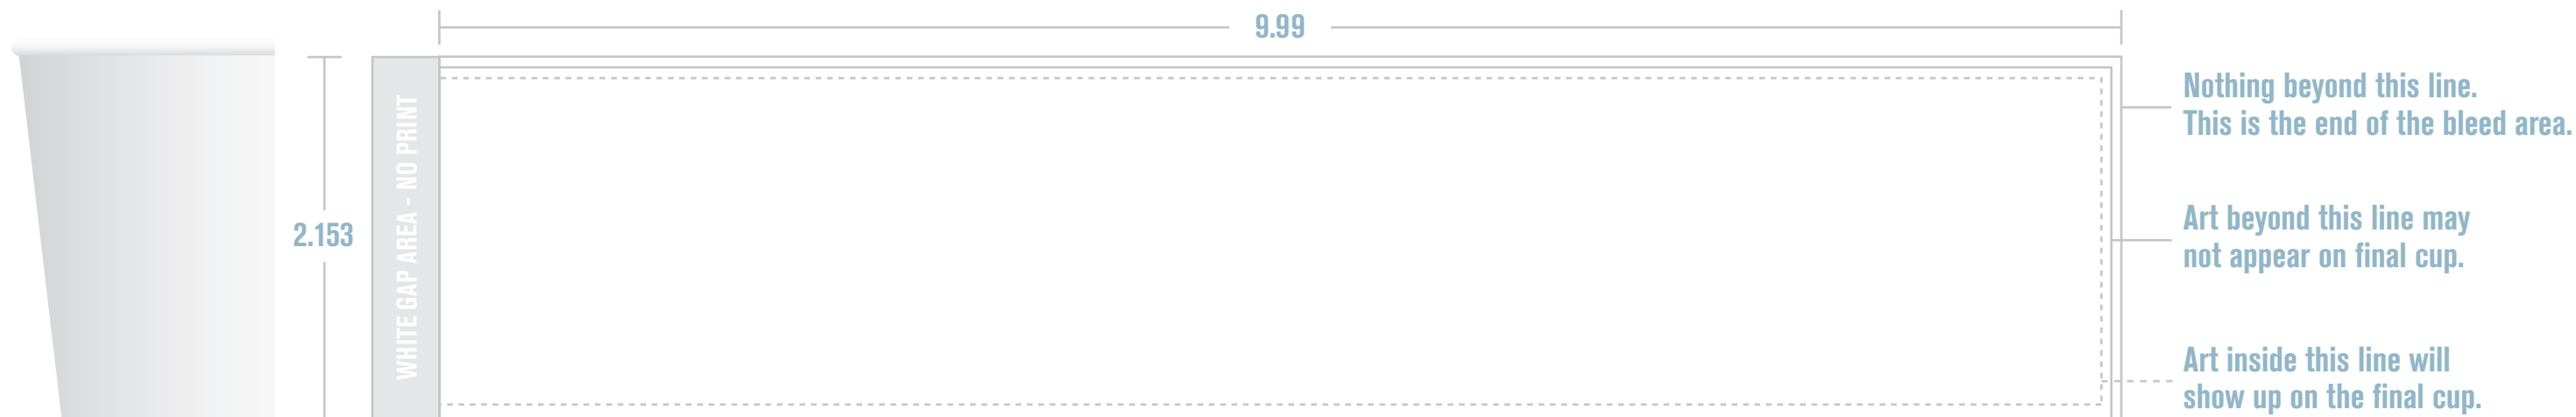 9.99
2.153
WHITE GAP AREA - NO PRINT
Nothing beyond this line.
This is the end of the bleed area.
Art beyond this line may
not appear on final cup.
Art inside this line will
show up on the final cup.